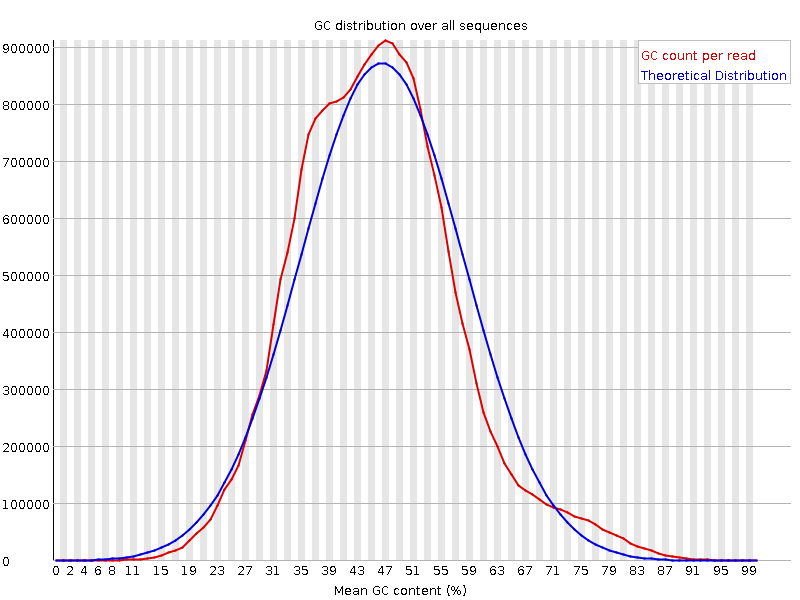 GC distribution over all sequences
GC count per read
Theoretical Distribution
900000
800000
700000
600000
500000
400000
300000
200000
100000
0
0 2 4 6 8 11 15 19 23 27 31 35 39 43 47 51 55 59 63 67 71 75 79 83 87 91 95 99
Mean GC content (%)